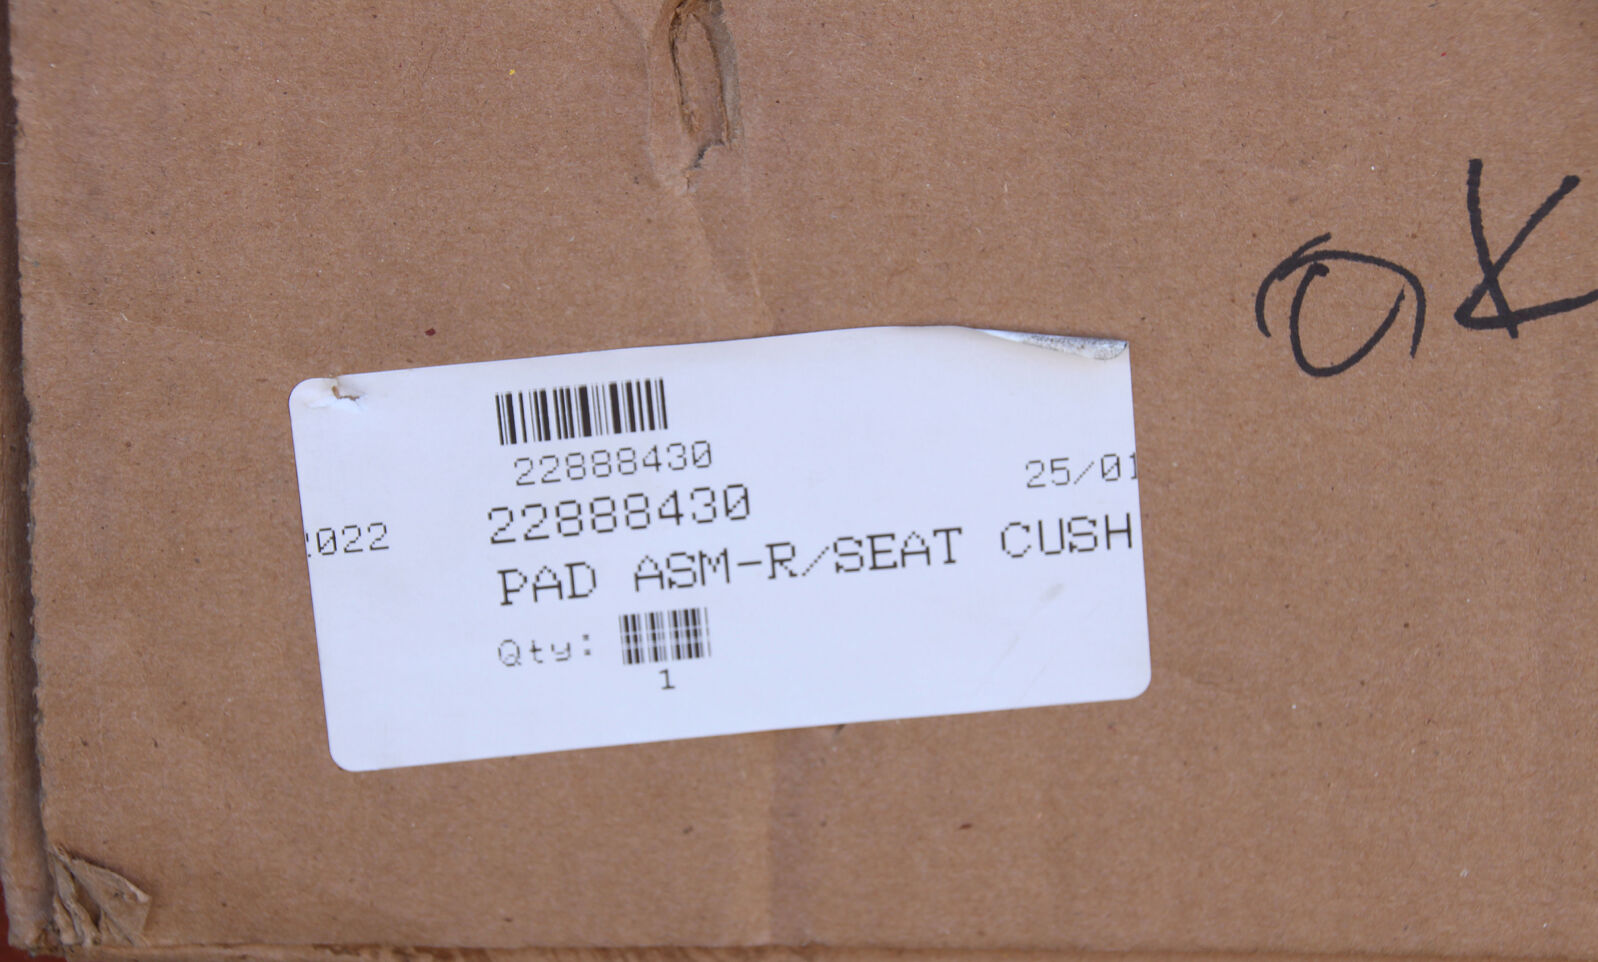 OK
22888430
22888430
25/01
2022
PAD ASM-R/SEAT CUSH
Qty:
1